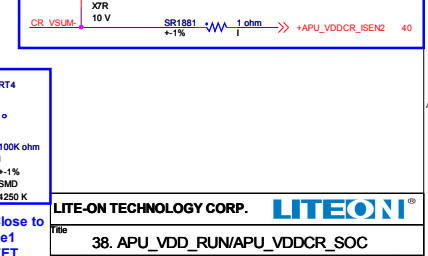 X7R
10 V
CR_VSUM- SR1881 1 ohm +APU_VDDCR_ISEN2 40
+-1% I
RT4
100K ohm
+-1%
SMD
4250 K
lose to
e1
LITE-ON TECHNOLOGY CORP. LITEON®
Title
38. APU_VDD_RUN/APU_VDDCR_SOC